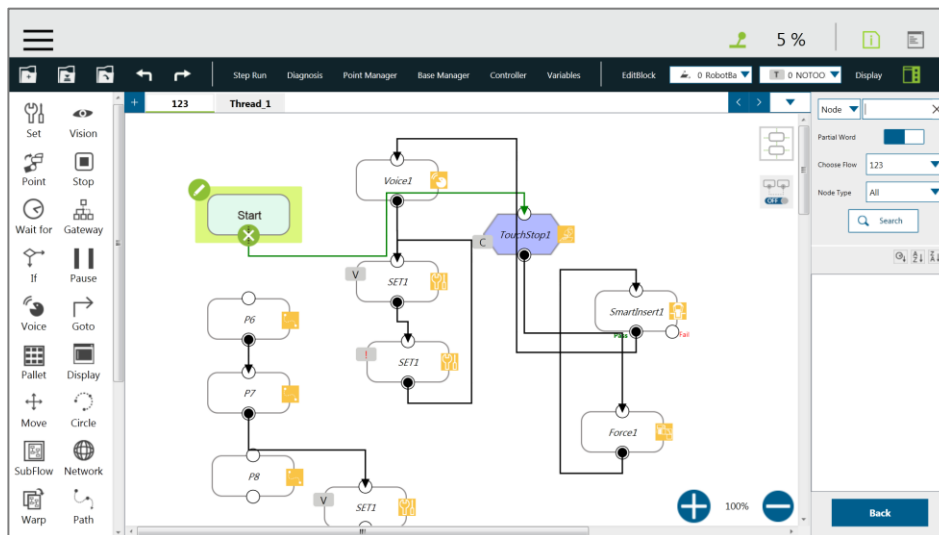 5 %
Step Run Diagnosis Point Manager Base Manager Controller Variables EditBlock 0 RobotBa T 0 NOTOO Display
123 Thread_1
Set Vision
Point Stop
Wait for Gateway
If Pause
Voice Goto
Pallet Display
Move Circle
SubFlow Network
Warp Path
Start
Voice1
TouchStop1
C
V
SET1
!
SET1
P6
P7
P8
V
SET1
SmartInsert1
Pass
Fail
Force1
OFF
100%
Node
Partial Word
Choose Flow 123
Node Type All
Search
Back